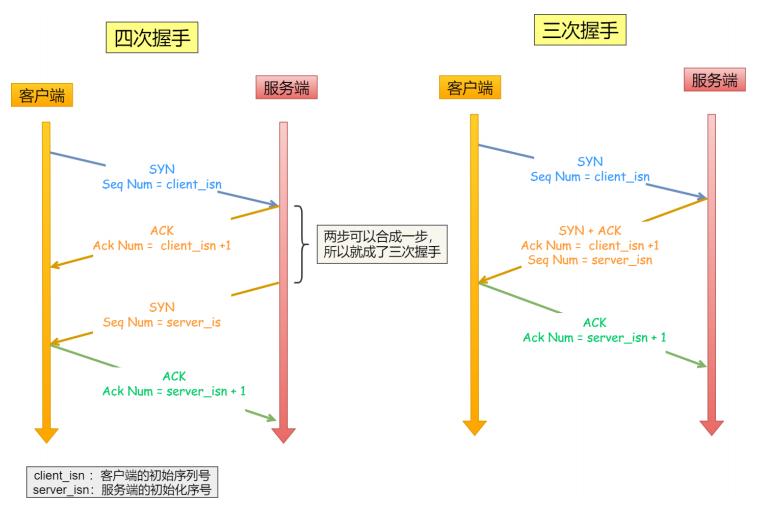 四次握手
客户端
服务端
SYN
Seq Num = client_isn
ACK
Ack Num = client_isn +1
两步可以合成一步,
所以就成了三次握手
SYN
Seq Num = server_is
ACK
Ack Num = server_isn + 1
三次握手
客户端
服务端
SYN
Seq Num = client_isn
SYN + ACK
Ack Num = client_isn +1
Seq Num = server_isn
ACK
Ack Num = server_isn + 1
client_isn ：客户端的初始序列号
server_isn：服务端的初始化序号